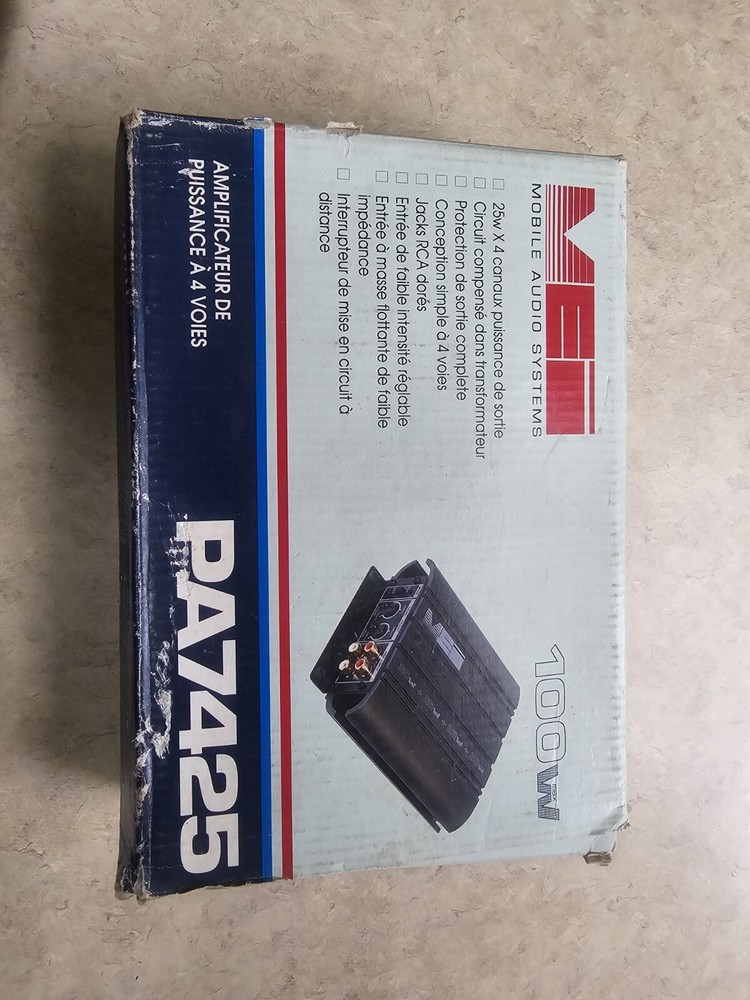 MEI
MOBILE AUDIO SYSTEMS
100W
max
25w X 4 canaux puissance de sortie
Circuit compensé dans transformateur
Protection de sortie complete
Conception simple à 4 voies
Jacks RCA dorés
Entrée de faible intensité réglable
Entrée à masse flottante de faible
impédance
Interrupteur de mise en circuit à
distance
MEI
AMPLIFICATEUR DE
PUISSANCE À 4 VOIES
PA7425